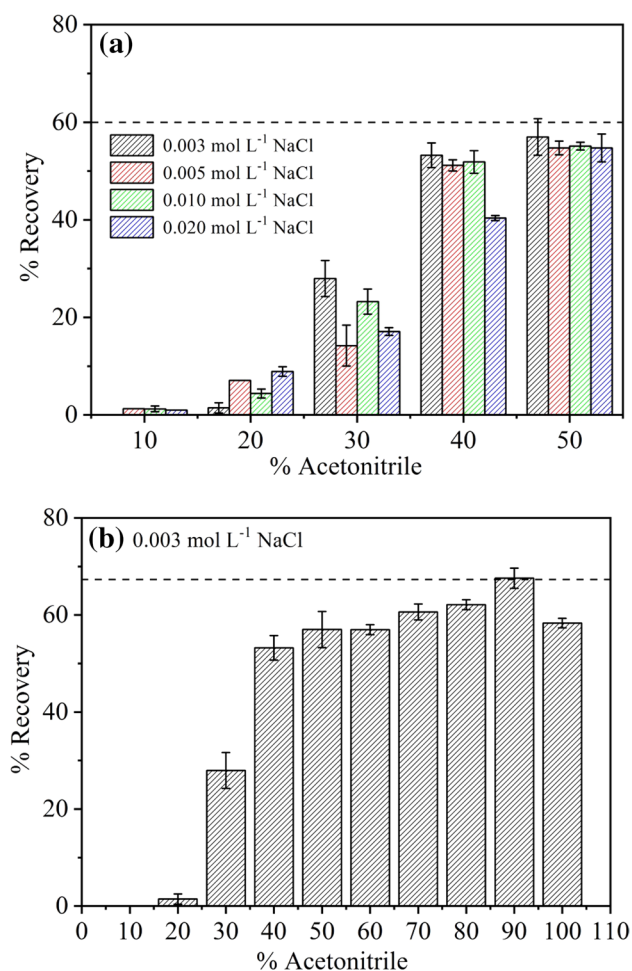 (a)
80
60
40
20
0
% Recovery
0.003 mol L⁻¹ NaCl
0.005 mol L⁻¹ NaCl
0.010 mol L⁻¹ NaCl
0.020 mol L⁻¹ NaCl
10 20 30 40 50
% Acetonitrile
(b) 0.003 mol L⁻¹ NaCl
80
60
40
20
0
% Recovery
0 10 20 30 40 50 60 70 80 90 100 110
% Acetonitrile